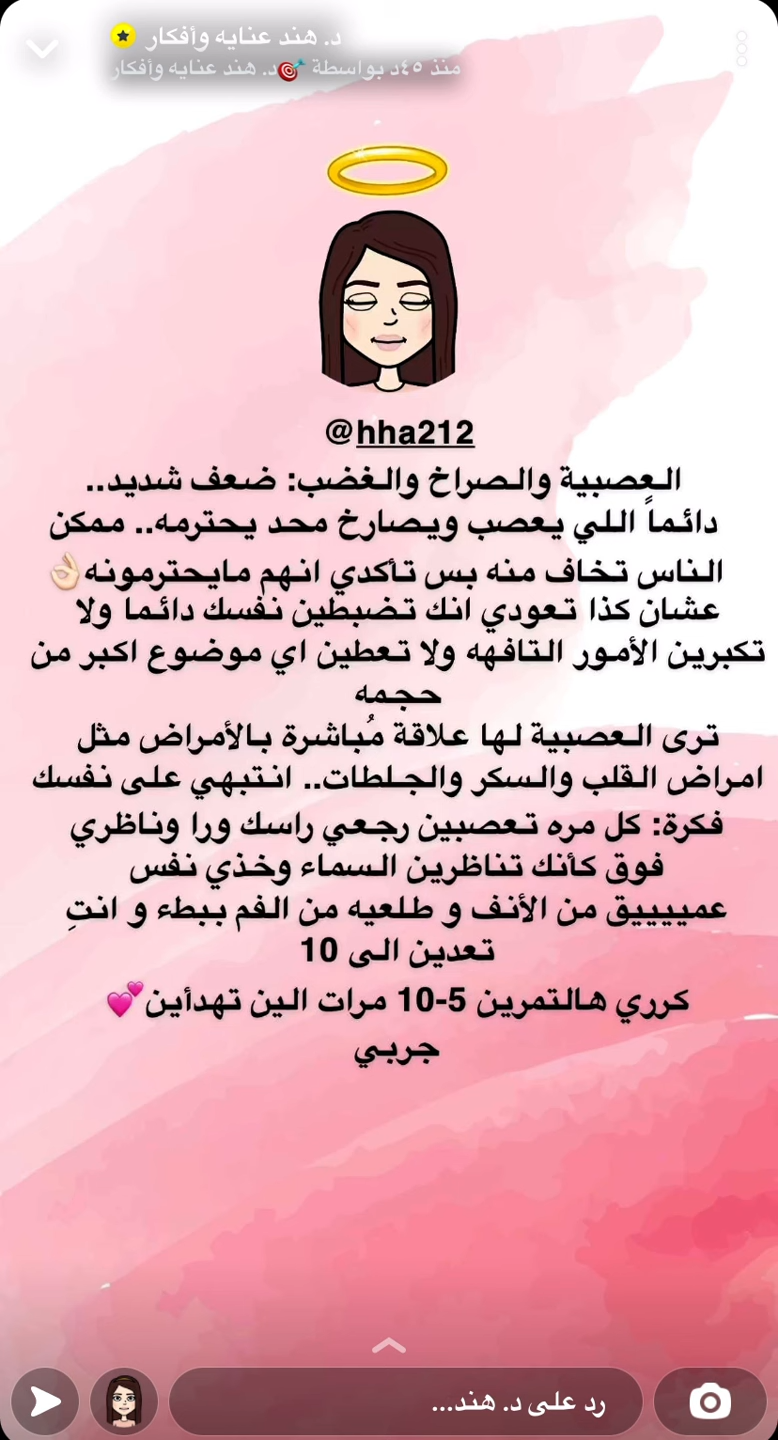 د. هند عنايه وأفكار
منذ ٤٥د بواسطة د. هند عنايه وأفكار
@hha212
العصبية والصراخ والغضب: ضعف شديد..
دائماً اللي يعصب ويصارخ محد يحترمه.. ممكن
الناس تخاف منه بس تأكدي انهم مايحترمونه👌🏻
عشان كذا تعودي انك تضبطين نفسك دائما ولا
تكبرين الأمور التافهه ولا تعطين اي موضوع اكبر من
حجمه
ترى العصبية لها علاقة مُباشرة بالأمراض مثل
امراض القلب والسكر والجلطات.. انتبهي على نفسك
فكرة: كل مره تعصبين رجعي راسك ورا وناظري
فوق كأنك تناظرين السماء وخذي نفس
عميييييق من الأنف و طلعيه من الفم ببطء و انتِ
تعدين الى 10
كرري هالتمرين 5-10 مرات الين تهدأين💕
جربي
رد على د. هند...